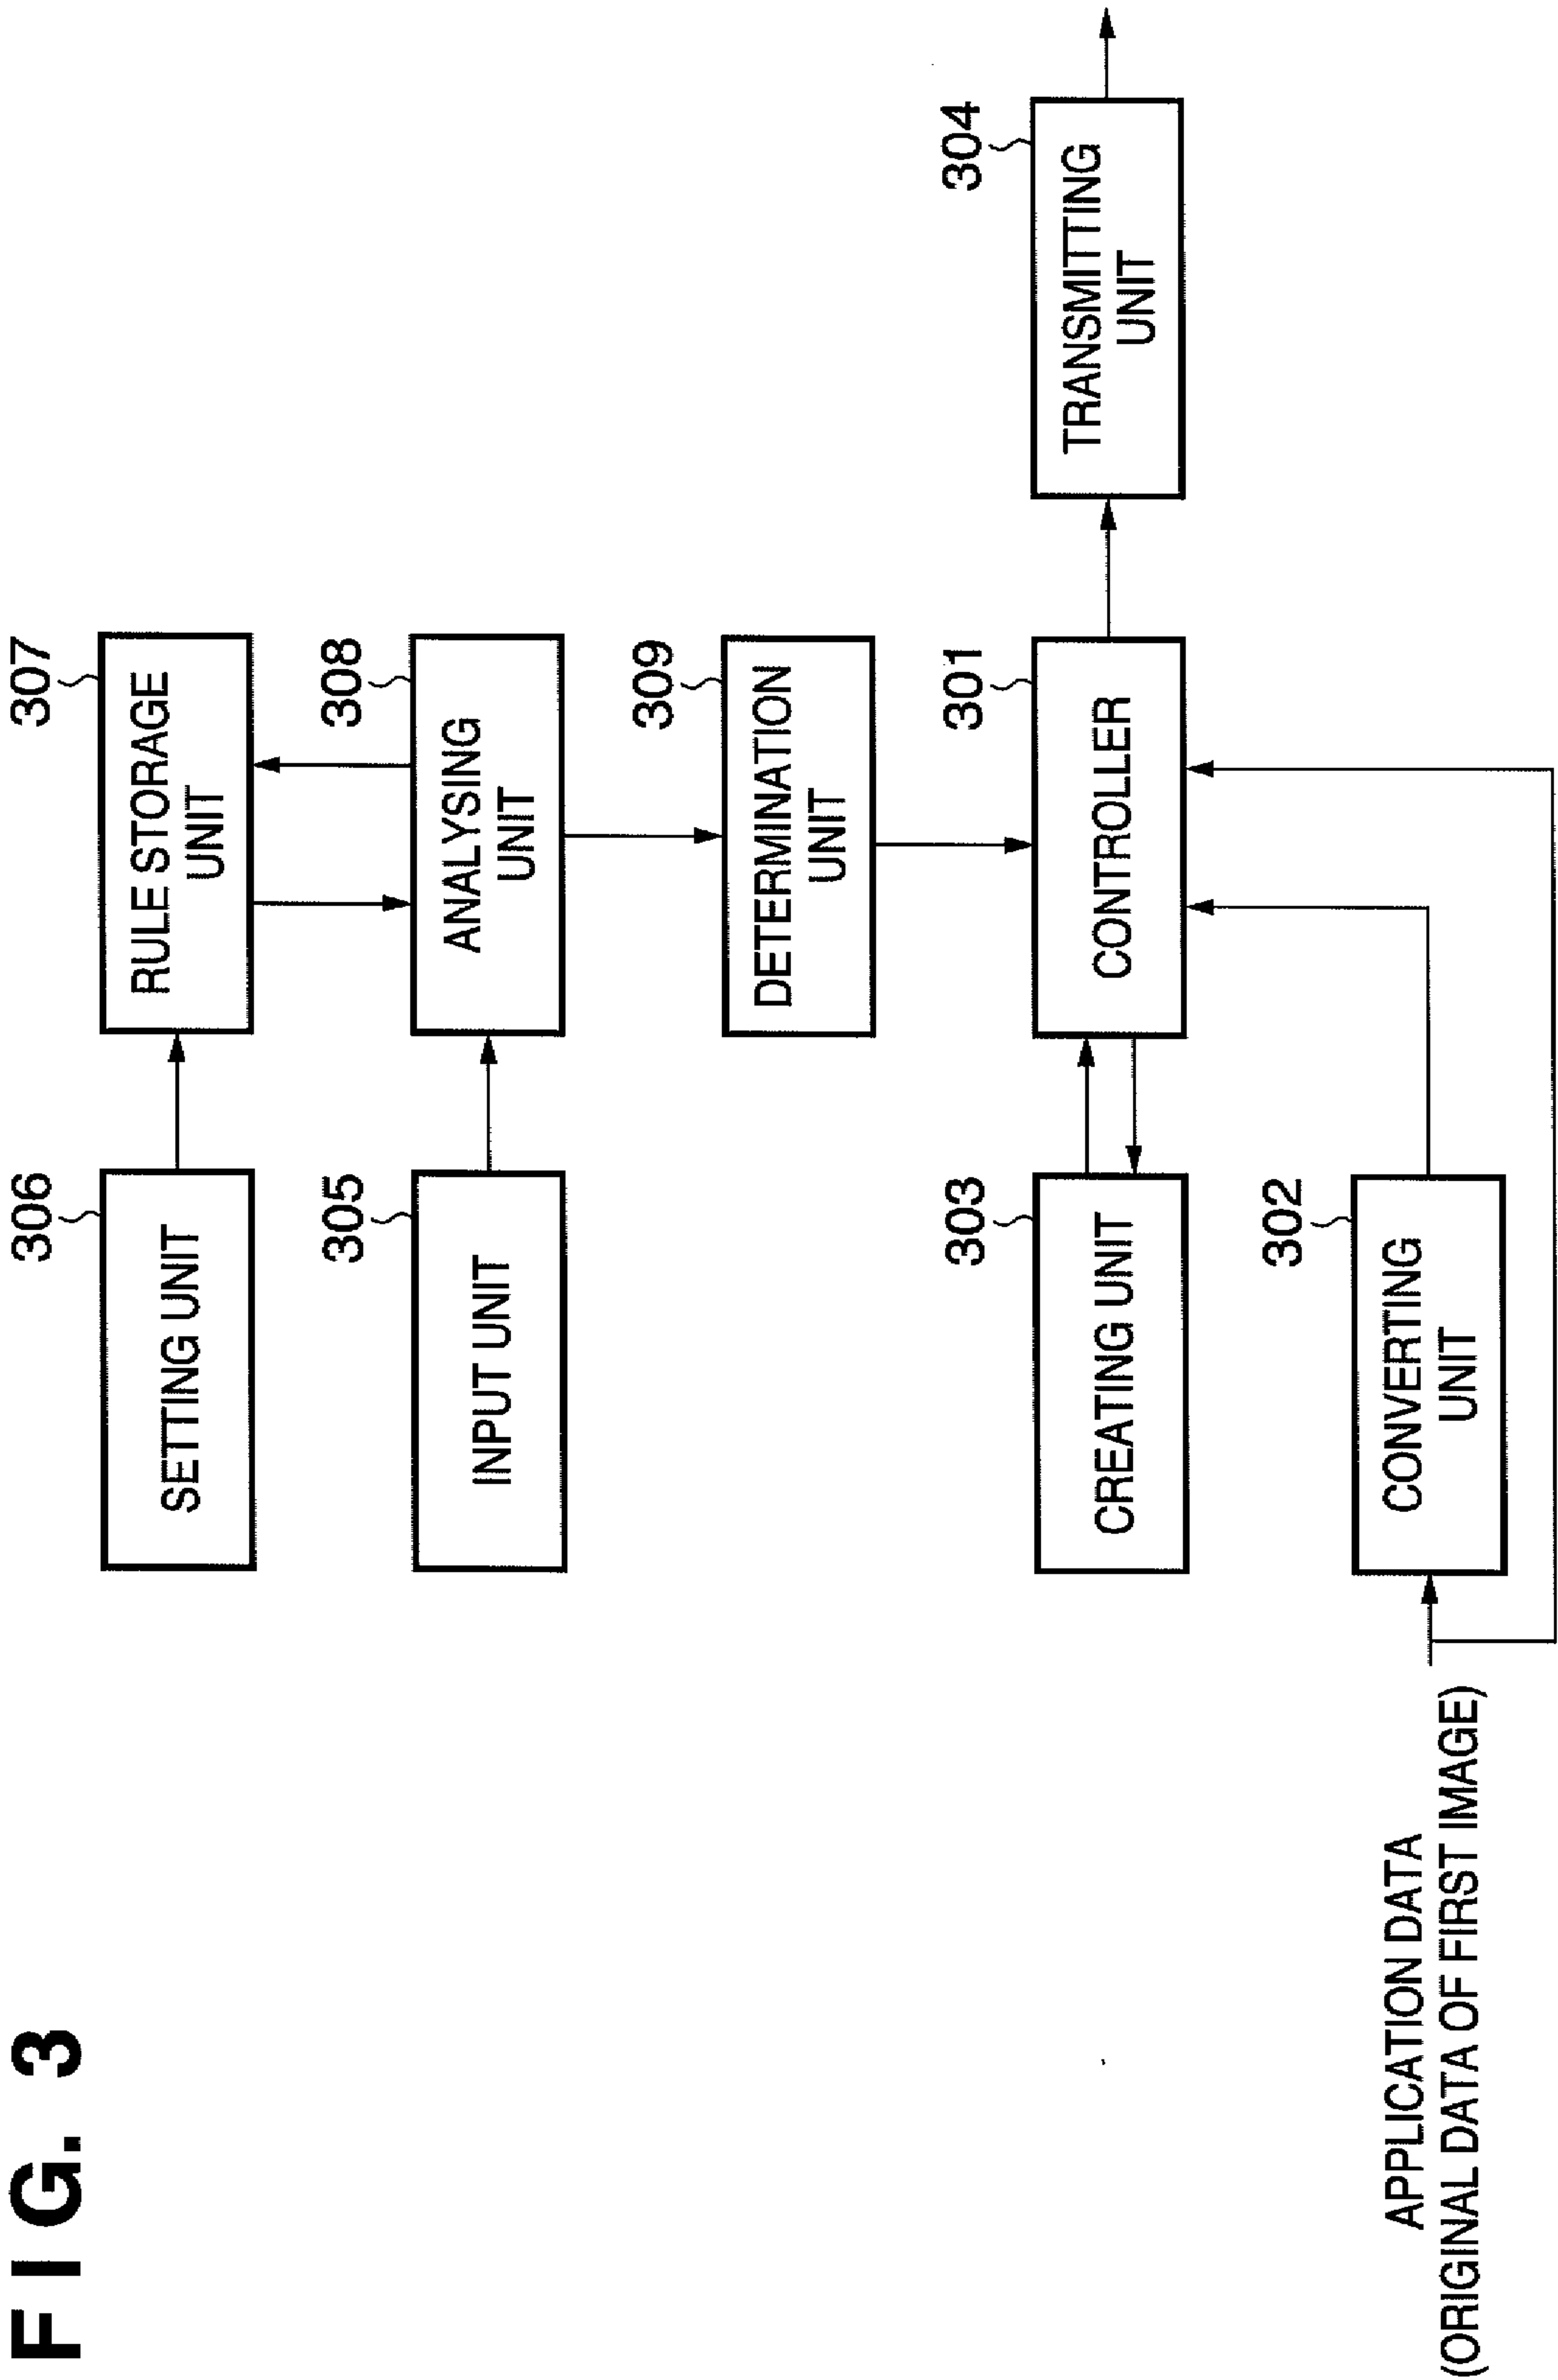 FIG. 3
306
SETTING UNIT
307
RULE STORAGE
UNIT
305
INPUT UNIT
308
ANALYSING
UNIT
309
DETERMINATION
UNIT
303
CREATING UNIT
301
CONTROLLER
304
TRANSMITTING
UNIT
302
CONVERTING
UNIT
APPLICATION DATA
(ORIGINAL DATA OF FIRST IMAGE)